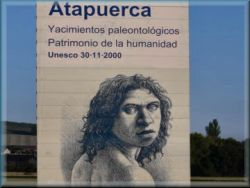 Atapuerca
Yacimientos paleontológicos
Patrimonio de la humanidad
Unesco 30·11·2000